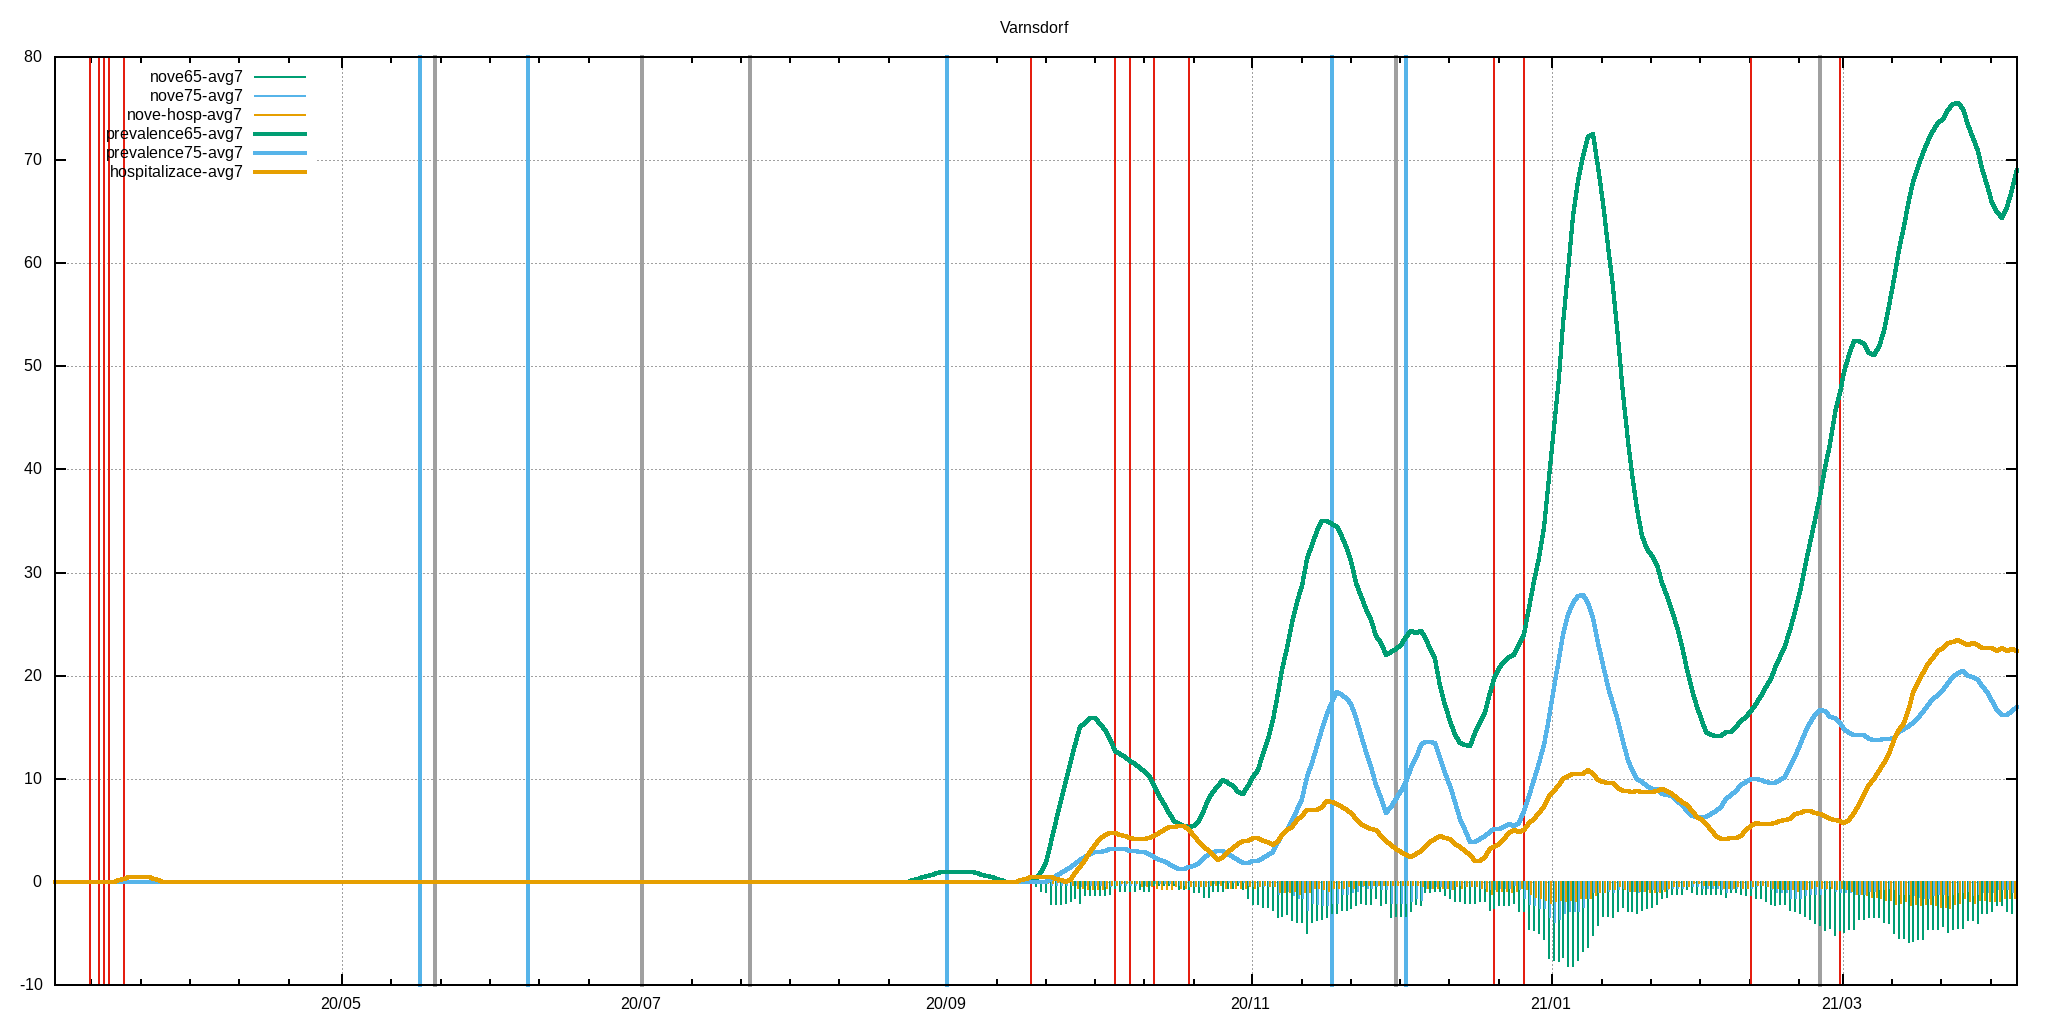 Varnsdorf
80
nove65-avg7
nove75-avg7
nove-hosp-avg7
prevalence65-avg7
prevalence75-avg7
hospitalizace-avg7
70
60
50
40
30
20
10
0
-10
20/05 20/07 20/09 20/11 21/01 21/03